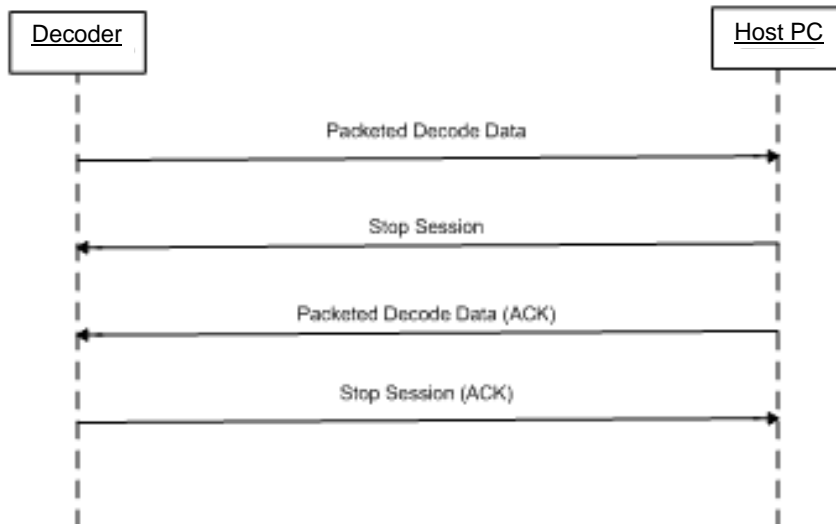 Decoder
Host PC
Packeted Decode Data
Stop Session
Packeted Decode Data (ACK)
Stop Session (ACK)